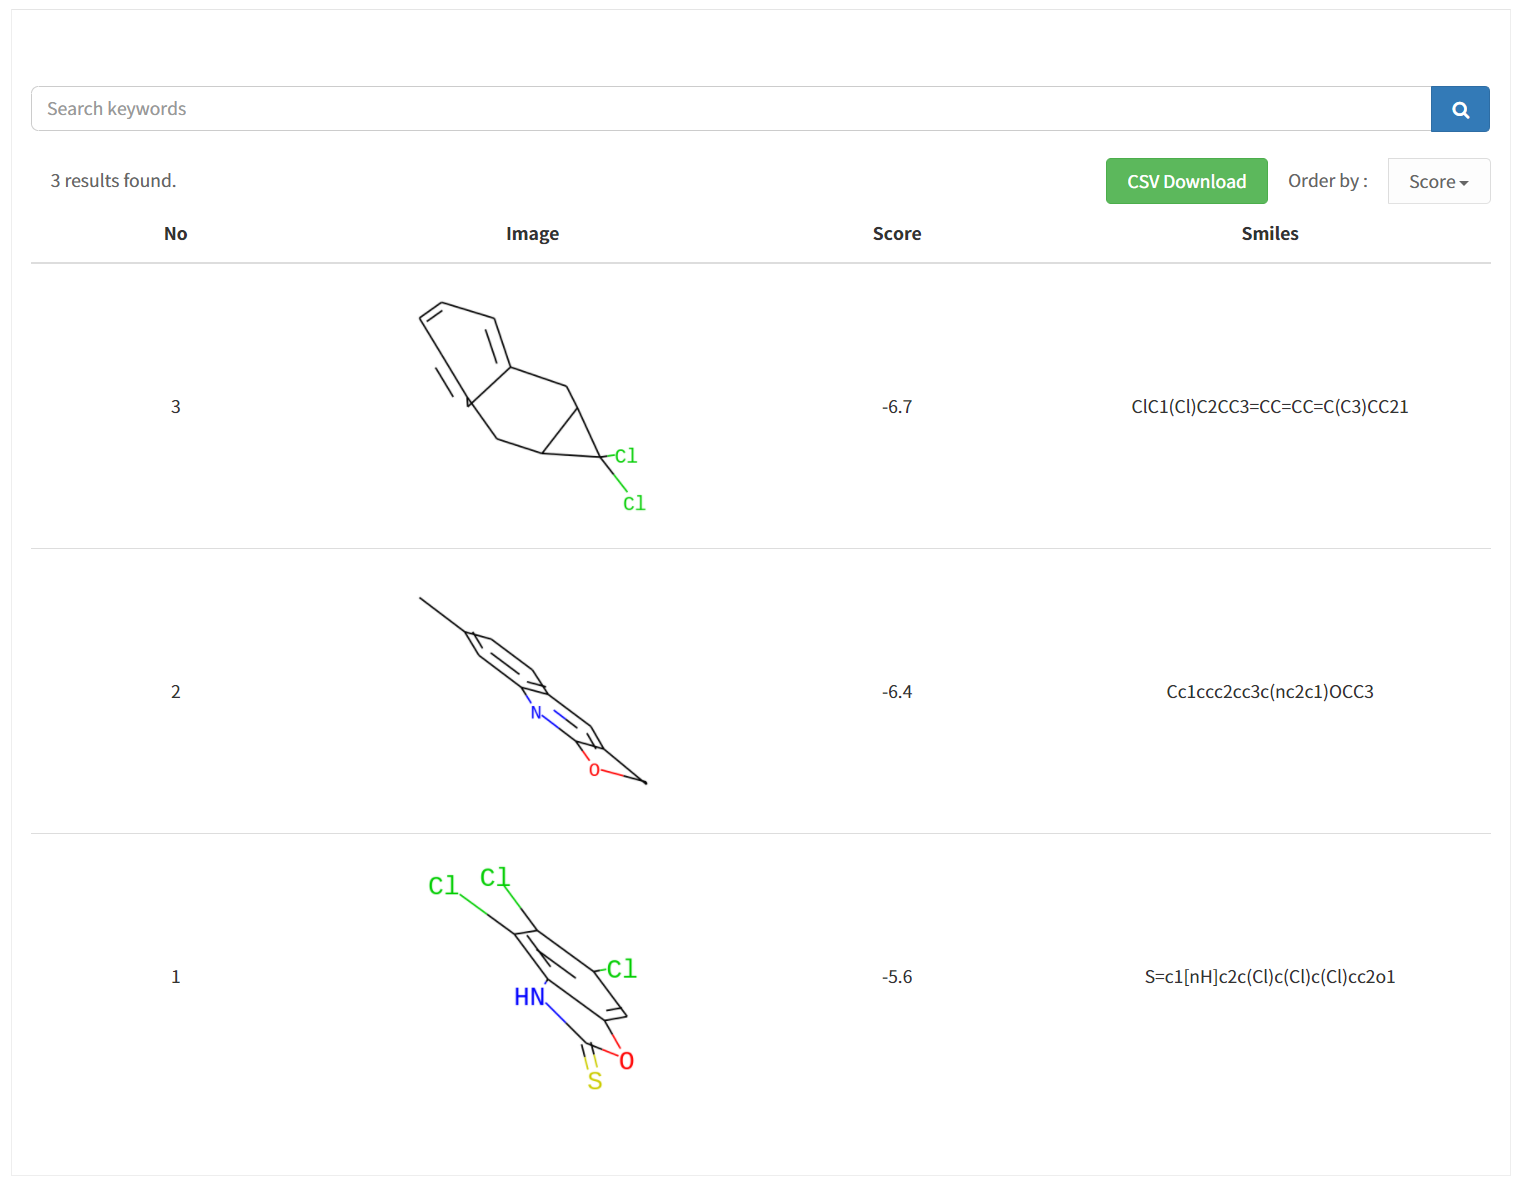 Search keywords
3 results found.
CSV Download
Order by :
Score
No Image Score Smiles
Cl
Cl
3 -6.7 ClC1(Cl)C2CC3=CC=CC=C(C3)CC21
N
O
2 -6.4 Cc1ccc2cc3c(nc2c1)OCC3
Cl Cl
Cl
HN
O
S
1 -5.6 S=c1[nH]c2c(Cl)c(Cl)c(Cl)cc2o1